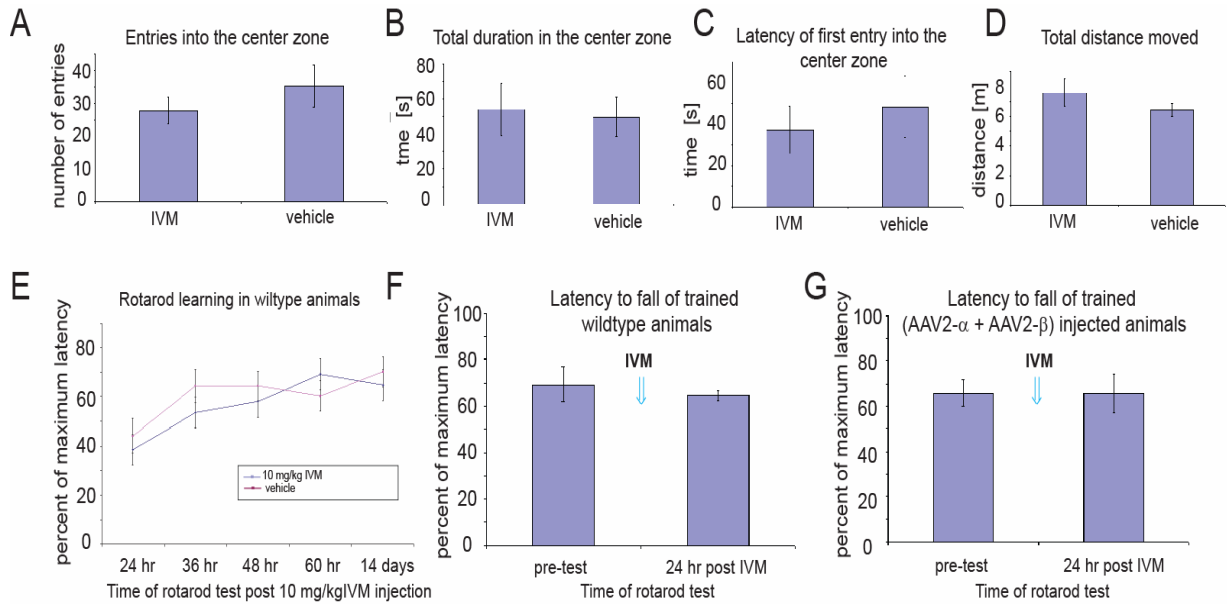 A
Entries into the center zone
number of entries
40
30
20
10
0
IVM
vehicle
B
Total duration in the center zone
tme [s]
80
60
40
20
0
IVM
vehicle
C
Latency of first entry into the
center zone
time [s]
60
40
20
0
IVM
vehicle
D
Total distance moved
distance [m]
8
6
4
2
0
IVM
vehicle
E
Rotarod learning in wiltype animals
percent of maximum latency
80
60
40
20
0
10 mg/kg IVM
vehicle
24 hr
36 hr
48 hr
60 hr
14 days
Time of rotarod test post 10 mg/kgIVM injection
F
Latency to fall of trained
wildtype animals
percent of maximum latency
100
80
60
40
20
0
IVM
pre-test
24 hr post IVM
Time of rotarod test
G
Latency to fall of trained
(AAV2-α + AAV2-β) injected animals
percent of maximum latency
100
80
60
40
20
0
IVM
pre-test
24 hr post IVM
Time of rotarod test